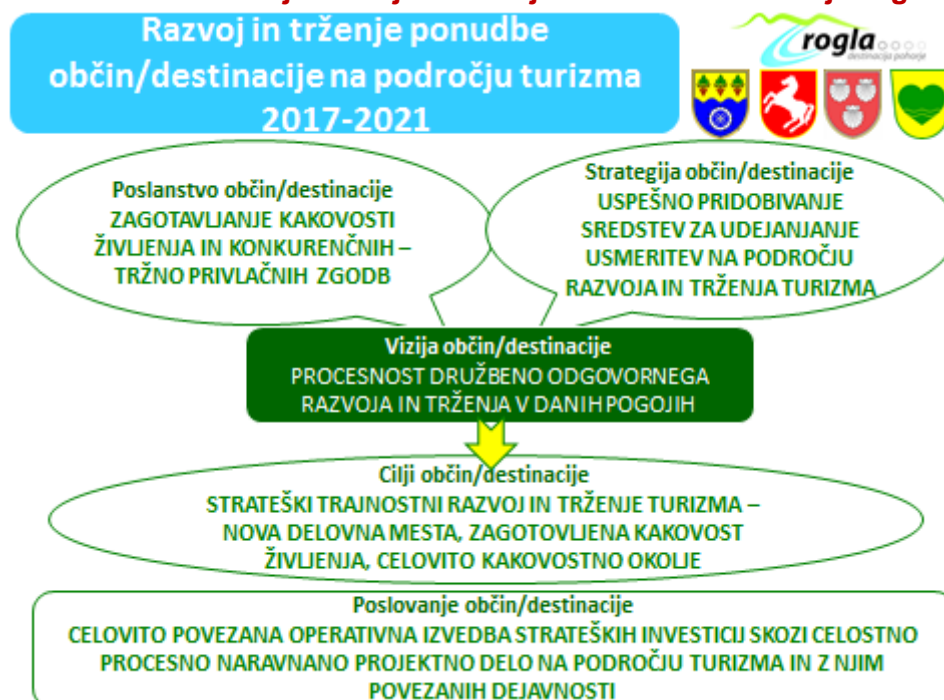 Razvoj in trženje ponudbe
občin/destinacije na področju turizma
2017-2021
rogla
destinacija pohorje
Poslanstvo občin/destinacije
ZAGOTAVLJANJE KAKOVOSTI
ŽIVLJENJA IN KONKURENČNIH –
TRŽNO PRIVLAČNIH ZGODB
Strategija občin/destinacije
USPEŠNO PRIDOBIVANJE
SREDSTEV ZA UDEJANJANJE
USMERITEV NA PODROČJU
RAZVOJA IN TRŽENJA TURIZMA
Vizija občin/destinacije
PROCESNOST DRUŽBENO ODGOVORNEGA
RAZVOJA IN TRŽENJA V DANIH POGOJIH
Cilji občin/destinacije
STRATEŠKI TRAJNOSTNI RAZVOJ IN TRŽENJE TURIZMA –
NOVA DELOVNA MESTA, ZAGOTOVLJENA KAKOVOST
ŽIVLJENJA, CELOVITO KAKOVOSTNO OKOLJE
Poslovanje občin/destinacije
CELOVITO POVEZANA OPERATIVNA IZVEDBA STRATEŠKIH INVESTICIJ SKOZI CELOSTNO
PROCESNO NARAVNANO PROJEKTNO DELO NA PODROČJU TURIZMA IN Z NJIM
POVEZANIH DEJAVNOSTI